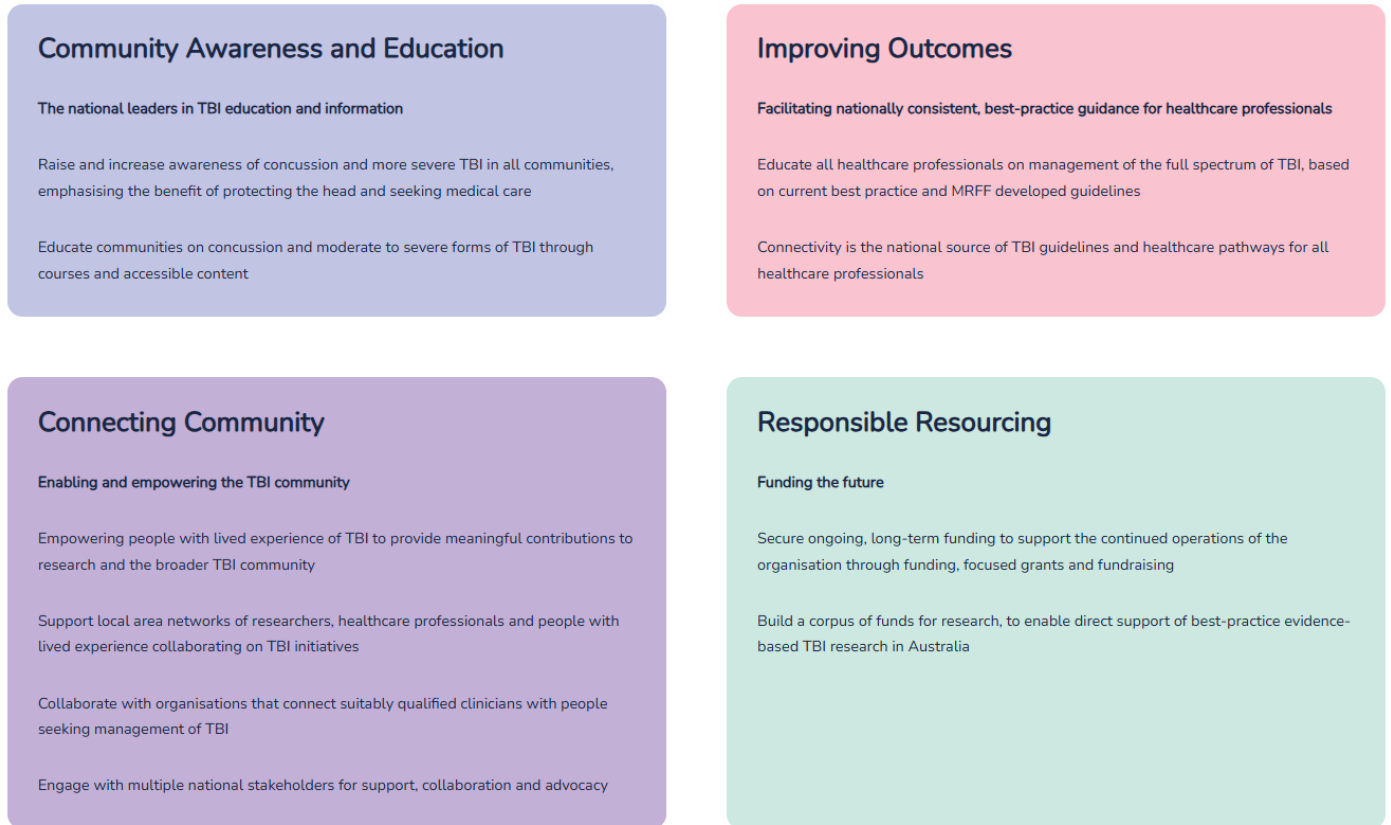 Community Awareness and Education
The national leaders in TBI education and information
Raise and increase awareness of concussion and more severe TBI in all communities,
emphasising the benefit of protecting the head and seeking medical care
Educate communities on concussion and moderate to severe forms of TBI through
courses and accessible content
Improving Outcomes
Facilitating nationally consistent, best-practice guidance for healthcare professionals
Educate all healthcare professionals on management of the full spectrum of TBI, based
on current best practice and MRFF developed guidelines
Connectivity is the national source of TBI guidelines and healthcare pathways for all
healthcare professionals
Connecting Community
Enabling and empowering the TBI community
Empowering people with lived experience of TBI to provide meaningful contributions to
research and the broader TBI community
Support local area networks of researchers, healthcare professionals and people with
lived experience collaborating on TBI initiatives
Collaborate with organisations that connect suitably qualified clinicians with people
seeking management of TBI
Engage with multiple national stakeholders for support, collaboration and advocacy
Responsible Resourcing
Funding the future
Secure ongoing, long-term funding to support the continued operations of the
organisation through funding, focused grants and fundraising
Build a corpus of funds for research, to enable direct support of best-practice evidence-
based TBI research in Australia